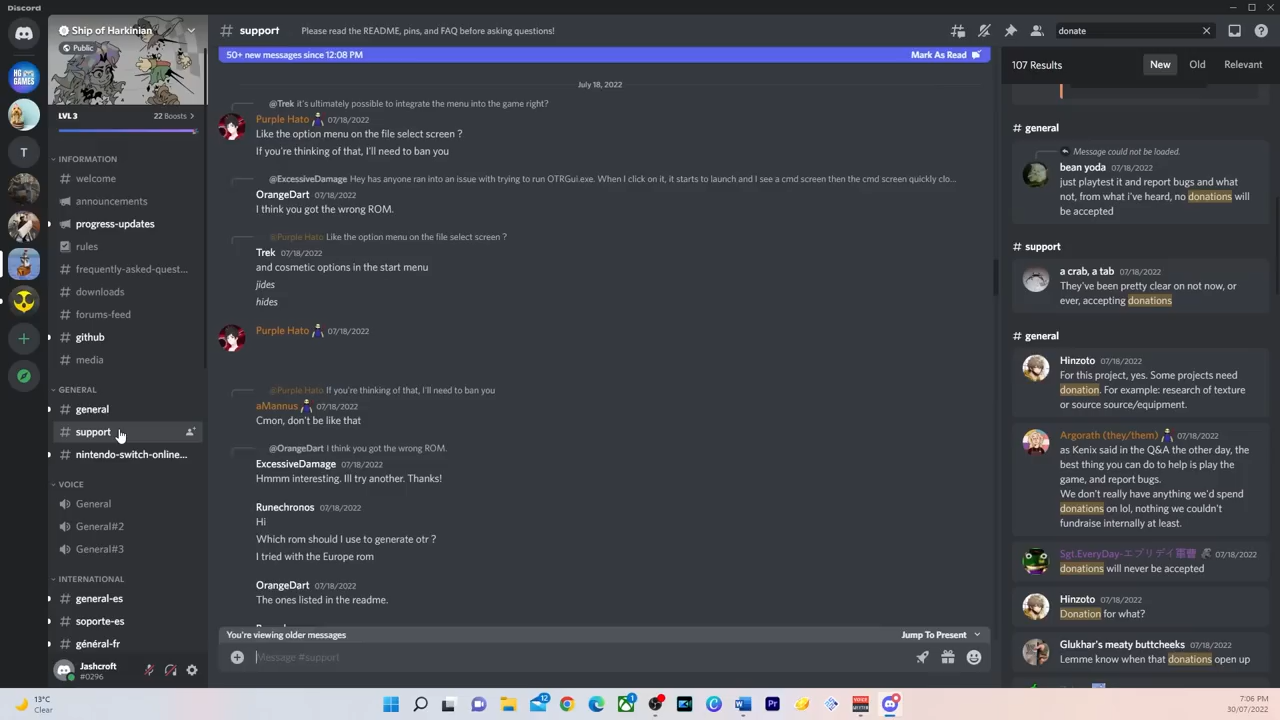 Discord
Ship of Harkinian
Public
LVL 3
22 Boosts
INFORMATION
welcome
announcements
progress-updates
rules
frequently-asked-quest...
downloads
forums-feed
github
media
GENERAL
general
support
nintendo-switch-online...
VOICE
General
General#2
General#3
INTERNATIONAL
general-es
soporte-es
général-fr
Jashcroft
#0296
# support
Please read the README, pins, and FAQ before asking questions!
donate
50+ new messages since 12:08 PM
Mark As Read
July 18, 2022
@Trek it's ultimately possible to integrate the menu into the game right?
Purple Hato 07/18/2022
Like the option menu on the file select screen ?
If you're thinking of that, I'll need to ban you
@ExcessiveDamage Hey has anyone ran into an issue with trying to run OTRGui.exe. When I click on it, it starts to launch and I see a cmd screen then the cmd screen quickly clo...
OrangeDart 07/18/2022
I think you got the wrong ROM.
@Purple Hato Like the option menu on the file select screen ?
Trek 07/18/2022
and cosmetic options in the start menu
jides
hides
Purple Hato 07/18/2022
@Purple Hato If you're thinking of that, I'll need to ban you
aMannus 07/18/2022
Cmon, don't be like that
@OrangeDart I think you got the wrong ROM.
ExcessiveDamage 07/18/2022
Hmmm interesting. Ill try another. Thanks!
Runechronos 07/18/2022
Hi
Which rom should I use to generate otr ?
I tried with the Europe rom
OrangeDart 07/18/2022
The ones listed in the readme.
You're viewing older messages
Jump To Present
Message #support
107 Results
New
Old
Relevant
# general
Message could not be loaded.
bean yoda 07/18/2022
just playtest it and report bugs and what
not, from what i've heard, no donations will
be accepted
# support
a crab, a tab 07/18/2022
They've been pretty clear on not now, or
ever, accepting donations
# general
Hinzoto 07/18/2022
For this project, yes. Some projects need
donation. For example: research of texture
or source source/equipment.
Argorath (they/them) 07/18/2022
as Kenix said in the Q&A the other day, the
best thing you can do to help is play the
game, and report bugs.
We don't really have anything we'd spend
donations on lol, nothing we couldn't
fundraise internally at least.
Sgt.EveryDay-エブリデイ 07/18/2022
donations will never be accepted
Hinzoto 07/18/2022
Donation for what?
Glukhar's meaty buttcheeks 07/18/2022
Lemme know when that donations open up
13°C
Clear
12
1
7:06 PM
30/07/2022